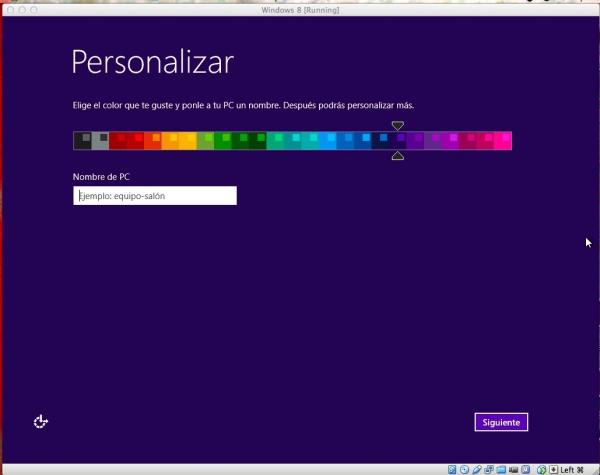 Windows 8 [Running]
Personalizar
Elige el color que te guste y ponle a tu PC un nombre. Después podrás personalizar más.
Nombre de PC
Ejemplo: equipo-salón
Siguiente
Left ⌘